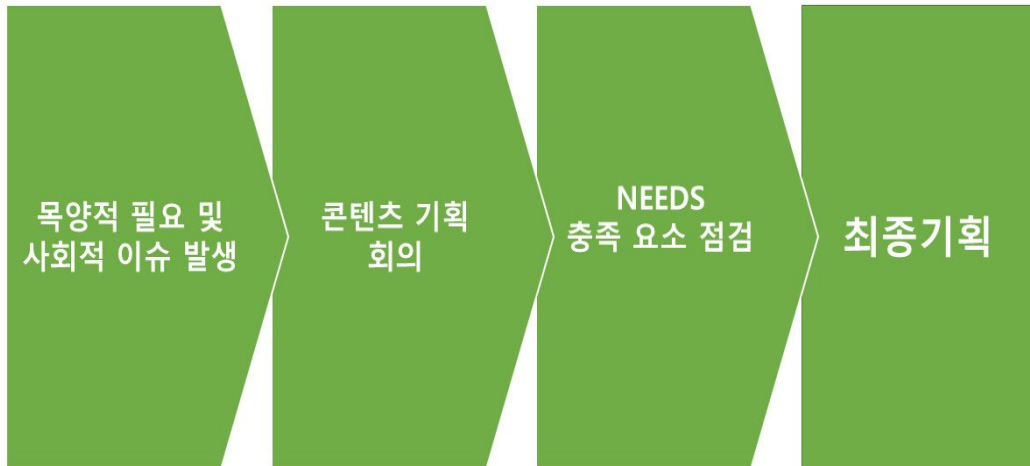 목양적 필요 및
사회적 이슈 발생
콘텐츠 기획
회의
NEEDS
충족 요소 점검
최종기획